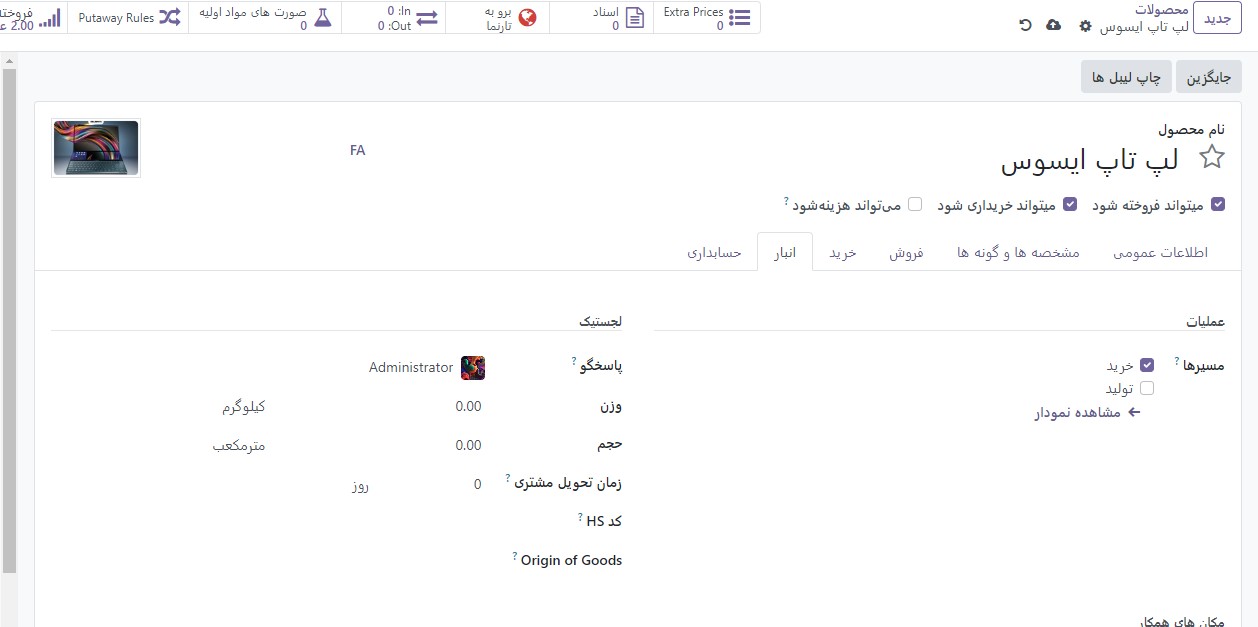 جدید
محصولات
لپ تاپ ایسوس
Extra Prices
0
اسناد
0
برو به
تارنما
In: 0
Out: 0
صورت های مواد اولیه
0
Putaway Rules
فروخته
2.00
جایگزین
چاپ لیبل ها
نام محصول
لپ تاپ ایسوس
FA
میتواند فروخته شود
میتواند خریداری شود
می‌تواند هزینه‌شود ?
اطلاعات عمومی
مشخصه ها و گونه ها
فروش
خرید
انبار
حسابداری
عملیات
مسیرها ?
خرید
تولید
مشاهده نمودار
لجستیک
پاسخگو ?
Administrator
وزن
0.00
کیلوگرم
حجم
0.00
مترمکعب
زمان تحویل مشتری ?
0
روز
کد HS ?
Origin of Goods ?
مکان های همکار